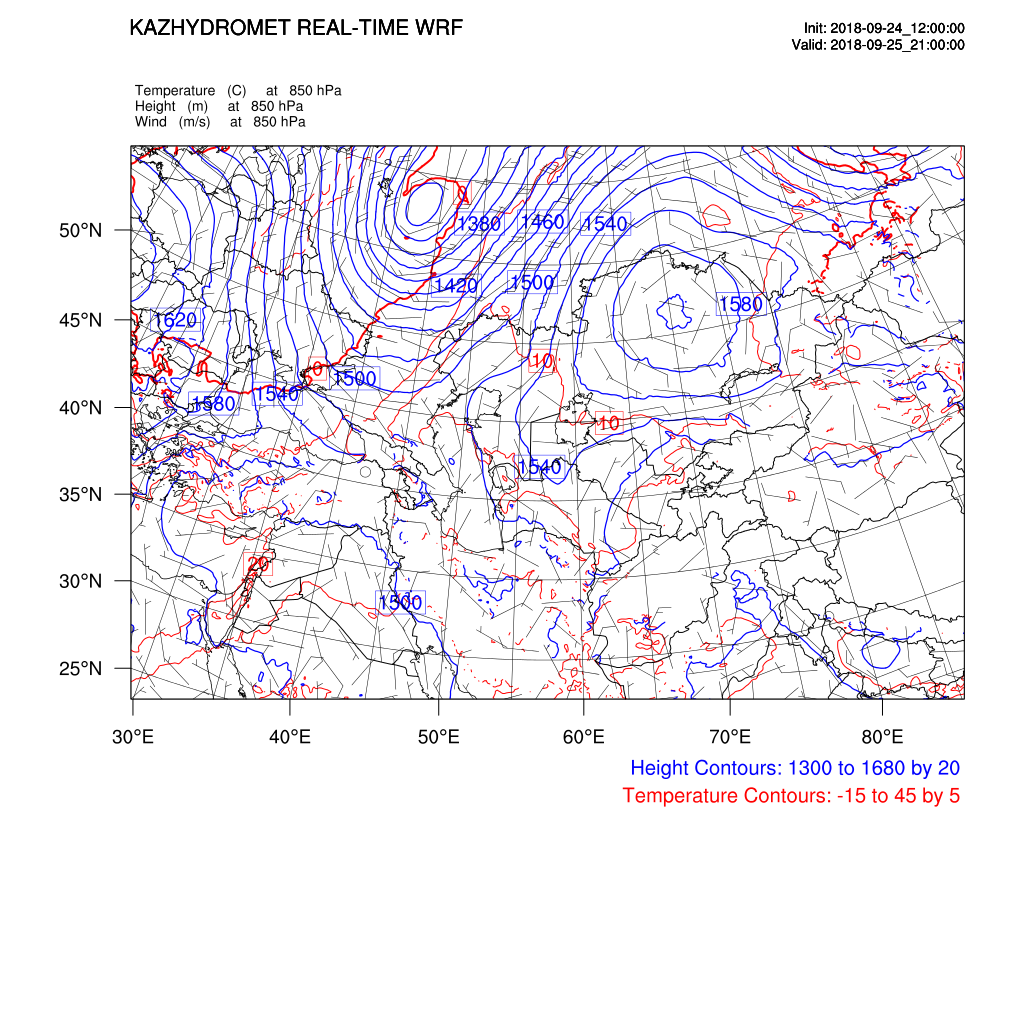 KAZHYDROMET REAL-TIME WRF
Init: 2018-09-24_12:00:00
Valid: 2018-09-25_21:00:00
Temperature (C) at 850 hPa
Height (m) at 850 hPa
Wind (m/s) at 850 hPa
0
1380 1460 1540
50°N
1420 1500
1580
45°N 1620
10
0 1500
1540
1580
40°N
10
1540
35°N
20
30°N
1500
25°N
30°E 40°E 50°E 60°E 70°E 80°E
Height Contours: 1300 to 1680 by 20
Temperature Contours: -15 to 45 by 5